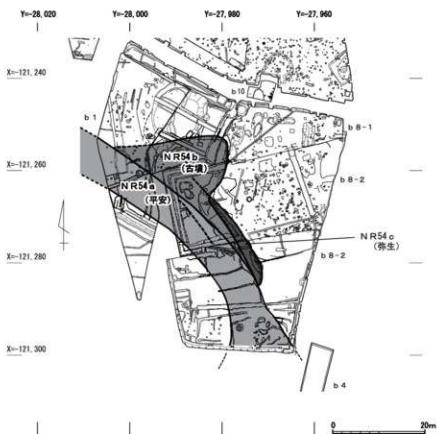 Y=-28,020 Y=-28,000 Y=-27,980 Y=-27,960
X=-121,240
b10
b1
b8-1
NR54b
(古墳)
X=-121,260
b8-2
NR54a
(平安)
NR54c
(弥生)
X=-121,280
b8-2
X=-121,300
b4
0 20m